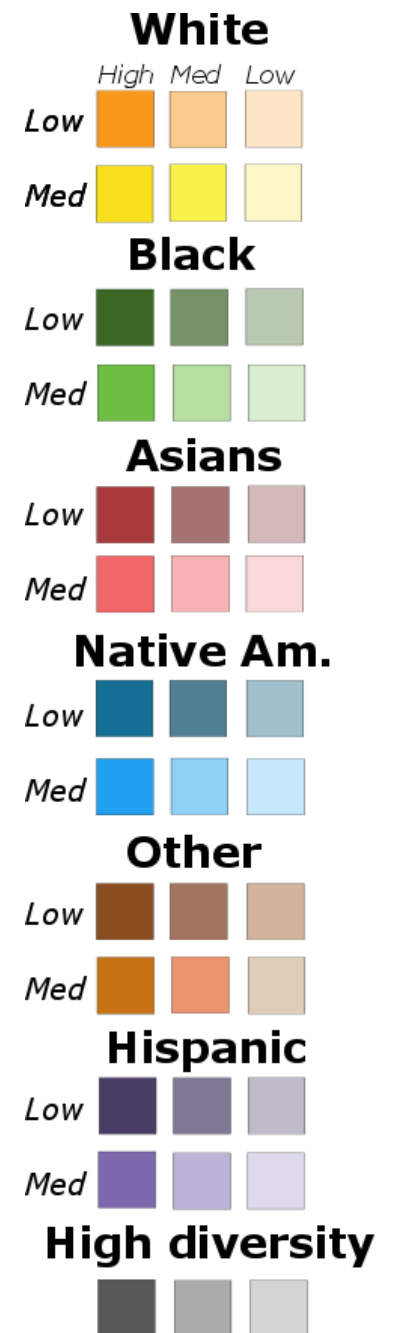 White
High Med Low
Low
Med
Black
Low
Med
Asians
Low
Med
Native Am.
Low
Med
Other
Low
Med
Hispanic
Low
Med
High diversity